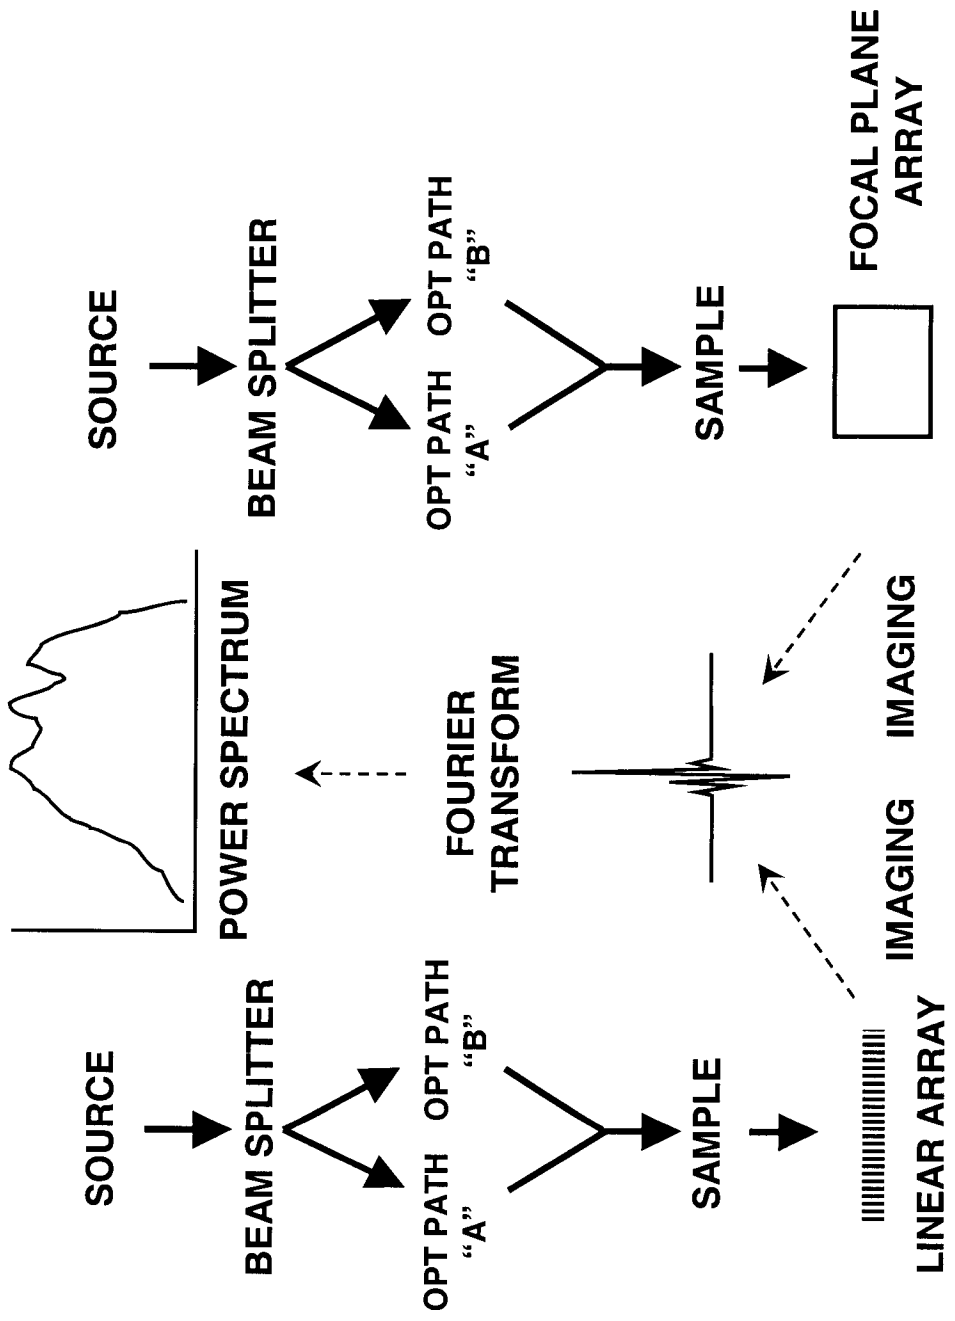 SOURCE
BEAM SPLITTER
OPT PATH OPT PATH
“A” “B”
SAMPLE
LINEAR ARRAY
POWER SPECTRUM
FOURIER
TRANSFORM
IMAGING IMAGING
SOURCE
BEAM SPLITTER
OPT PATH OPT PATH
“A” “B”
SAMPLE
FOCAL PLANE
ARRAY